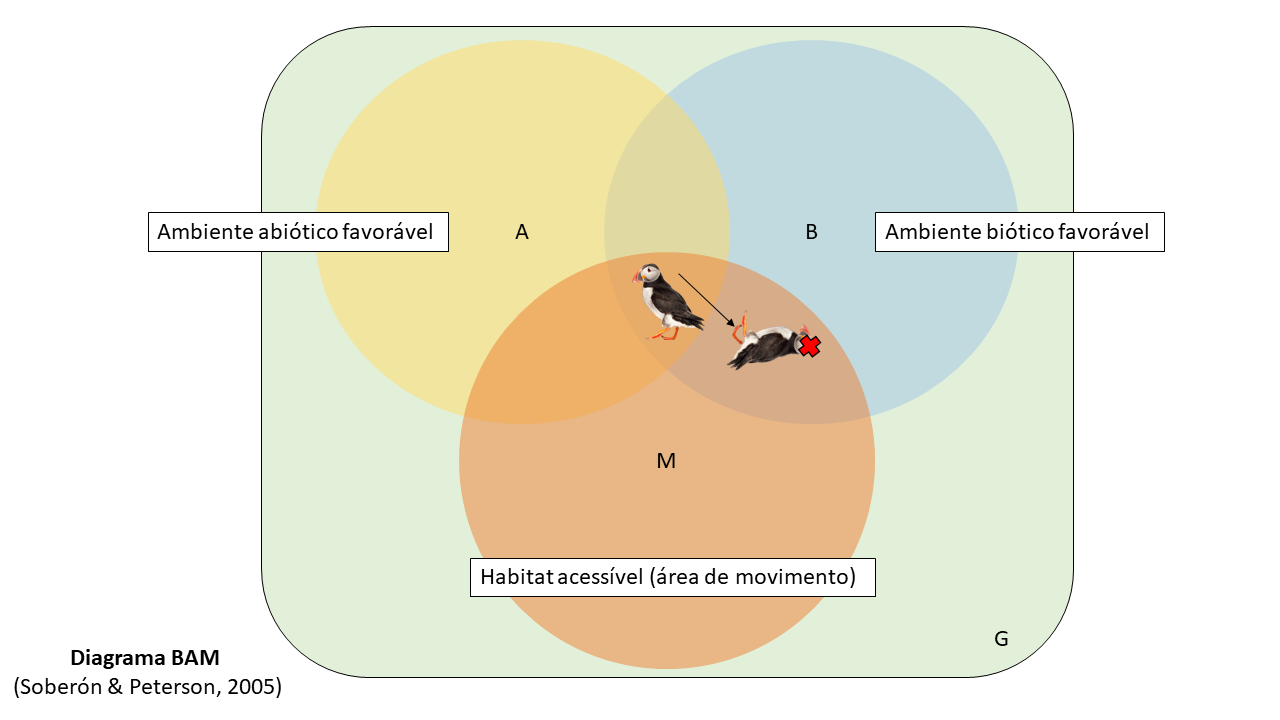 Ambiente abiótico favorável
A
B
Ambiente biótico favorável
M
Habitat acessível (área de movimento)
G
Diagrama BAM
(Soberón & Peterson, 2005)